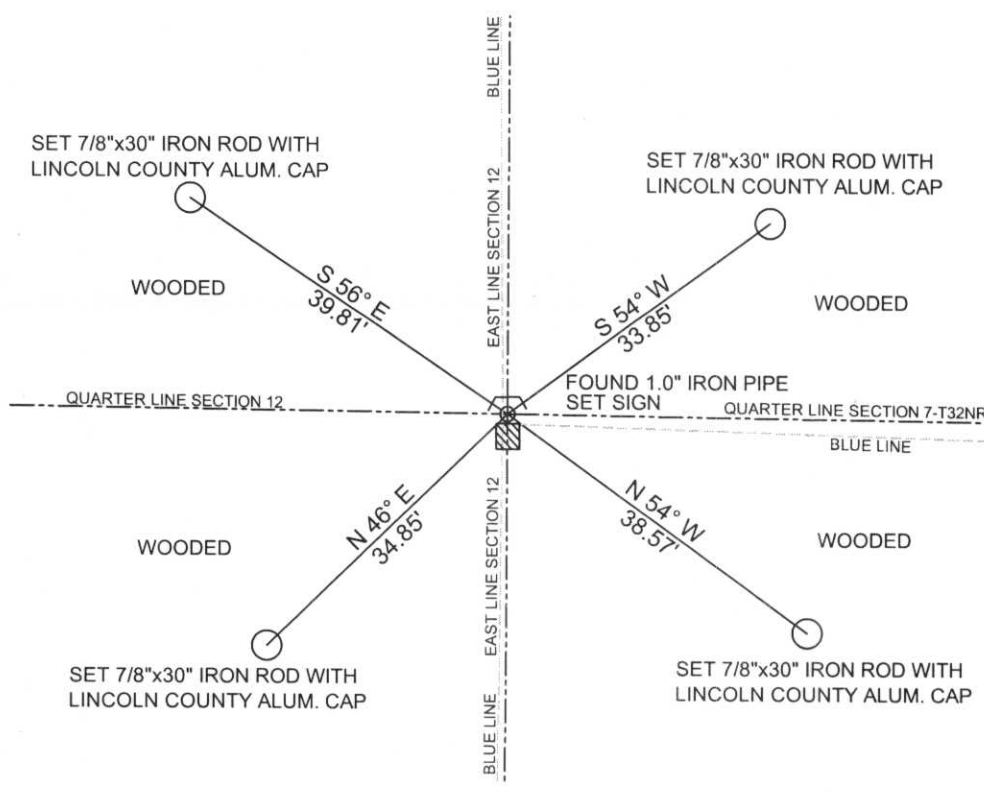 BLUE LINE
SET 7/8"x30" IRON ROD WITH
LINCOLN COUNTY ALUM. CAP
SET 7/8"x30" IRON ROD WITH
LINCOLN COUNTY ALUM. CAP
EAST LINE SECTION 12
WOODED
S 56° E
39.81'
S 54° W
33.85'
WOODED
FOUND 1.0" IRON PIPE
SET SIGN
QUARTER LINE SECTION 12
QUARTER LINE SECTION 7-T32NR
BLUE LINE
N 46° E
34.85'
EAST LINE SECTION 12
N 54° W
38.57'
WOODED
WOODED
SET 7/8"x30" IRON ROD WITH
LINCOLN COUNTY ALUM. CAP
BLUE LINE
SET 7/8"x30" IRON ROD WITH
LINCOLN COUNTY ALUM. CAP